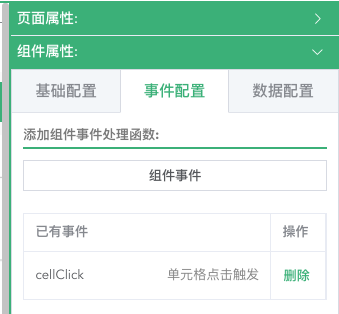 页面属性:
组件属性:
基础配置 事件配置 数据配置
添加组件事件处理函数:
组件事件
已有事件 操作
cellClick 单元格点击触发 删除